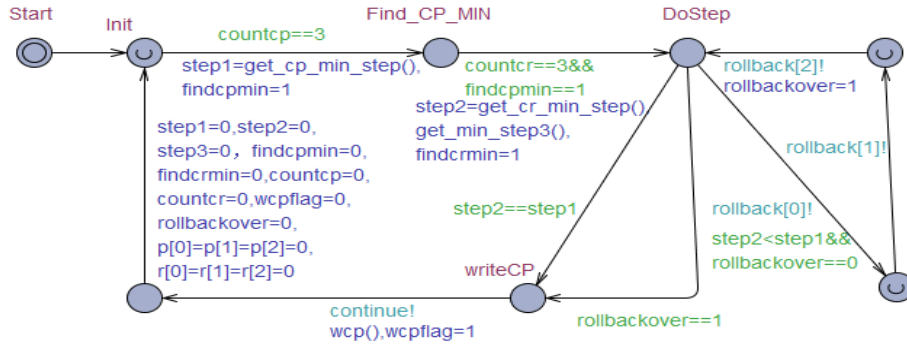 Start
Init
Find_CP_MIN
DoStep
countcp==3
step1=get_cp_min_step(),
findcpmin=1
countcr==3&&
findcpmin==1
step2=get_cr_min_step(),
get_min_step3(),
findcrmin=1
rollback[2]!
rollbackover=1
step1=0,step2=0,
step3=0，findcpmin=0,
findcrmin=0,countcp=0,
countcr=0,wcpflag=0,
rollbackover=0,
p[0]=p[1]=p[2]=0,
r[0]=r[1]=r[2]=0
rollback[1]!
step2==step1
rollback[0]!
step2<step1&&
rollbackover==0
writeCP
continue!
wcp(),wcpflag=1
rollbackover==1